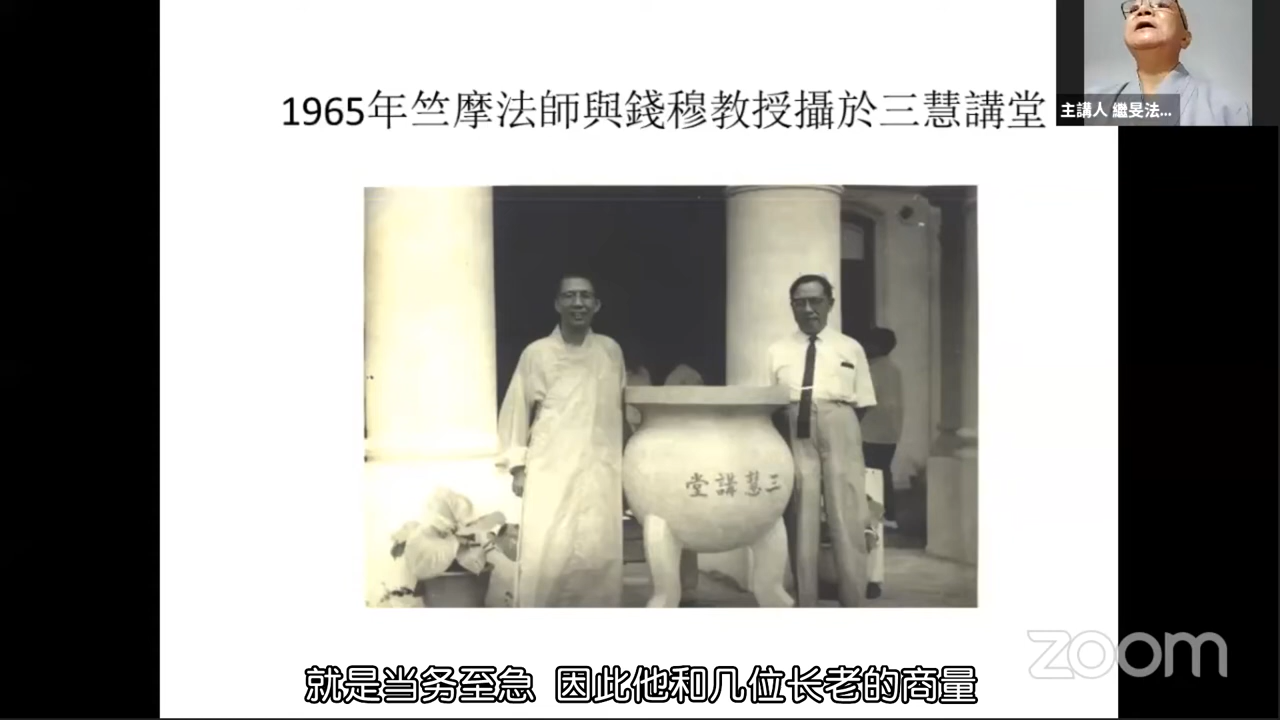 1965年竺摩法師與錢穆教授攝於三慧講堂
主講人 繼旻法...
堂講慧三
就是当务至急 因此他和几位长老的商量
zoom